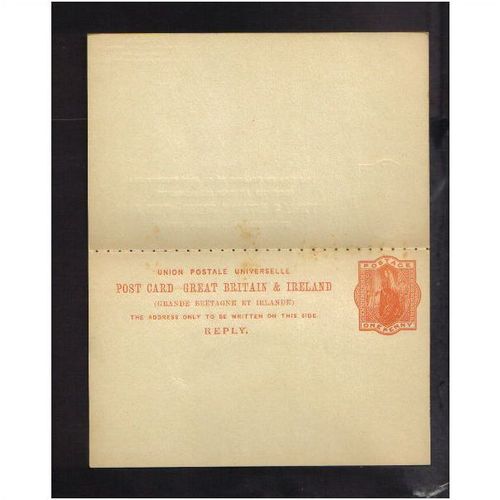 UNION POSTALE UNIVERSELLE
POST CARD GREAT BRITAIN & IRELAND
(GRANDE BRETAGNE ET IRLANDE)
THE ADDRESS ONLY TO BE WRITTEN ON THIS SIDE.
REPLY.
POSTAGE
ONE PENNY